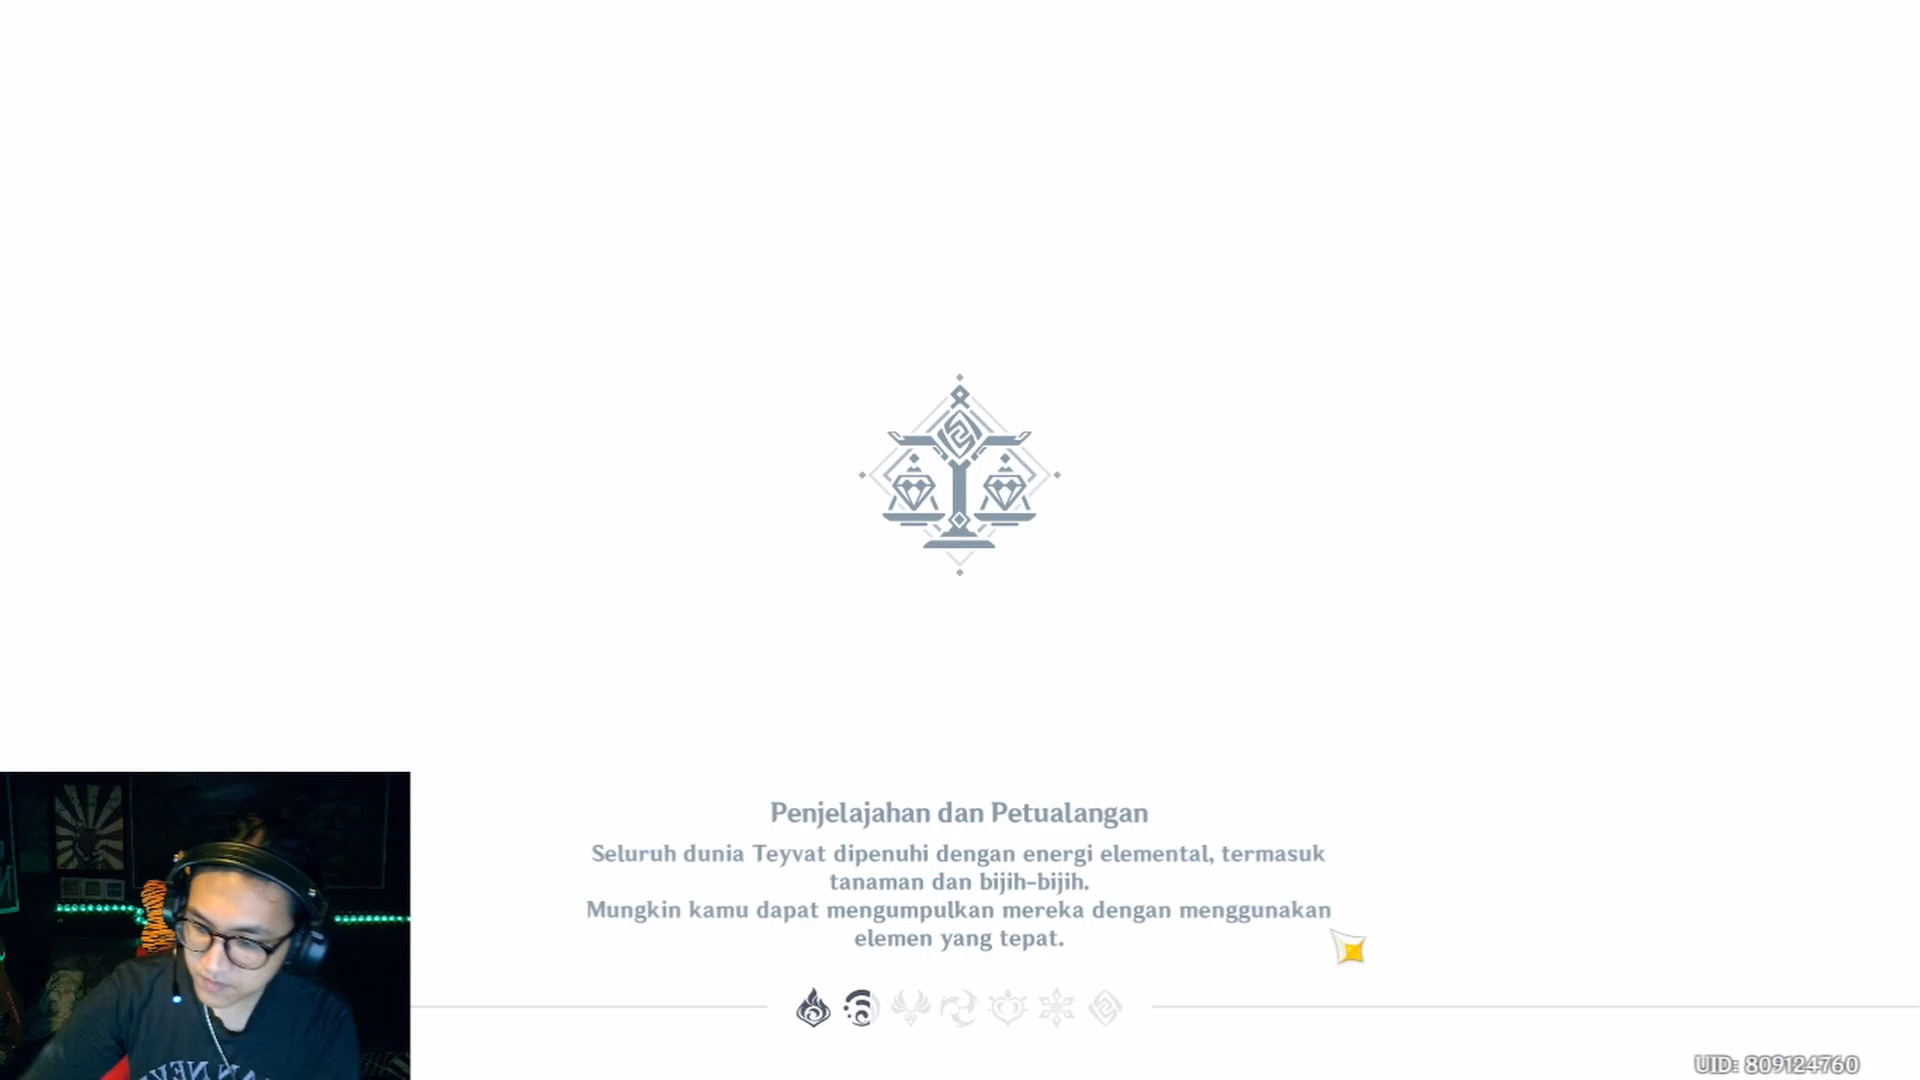 Penjelajahan dan Petualangan
Seluruh dunia Teyvat dipenuhi dengan energi elemental, termasuk
tanaman dan bijih-bijih.
Mungkin kamu dapat mengumpulkan mereka dengan menggunakan
elemen yang tepat.
UID: 809124760